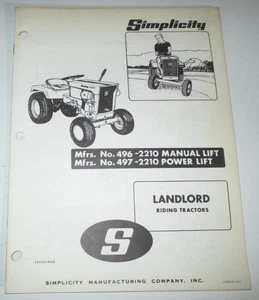 Simplicity
Mfrs. No. 496-2210 MANUAL LIFT
Mfrs. No. 497-2210 POWER LIFT
LANDLORD
RIDING TRACTORS
S
SIMPLICITY MANUFACTURING COMPANY, INC.